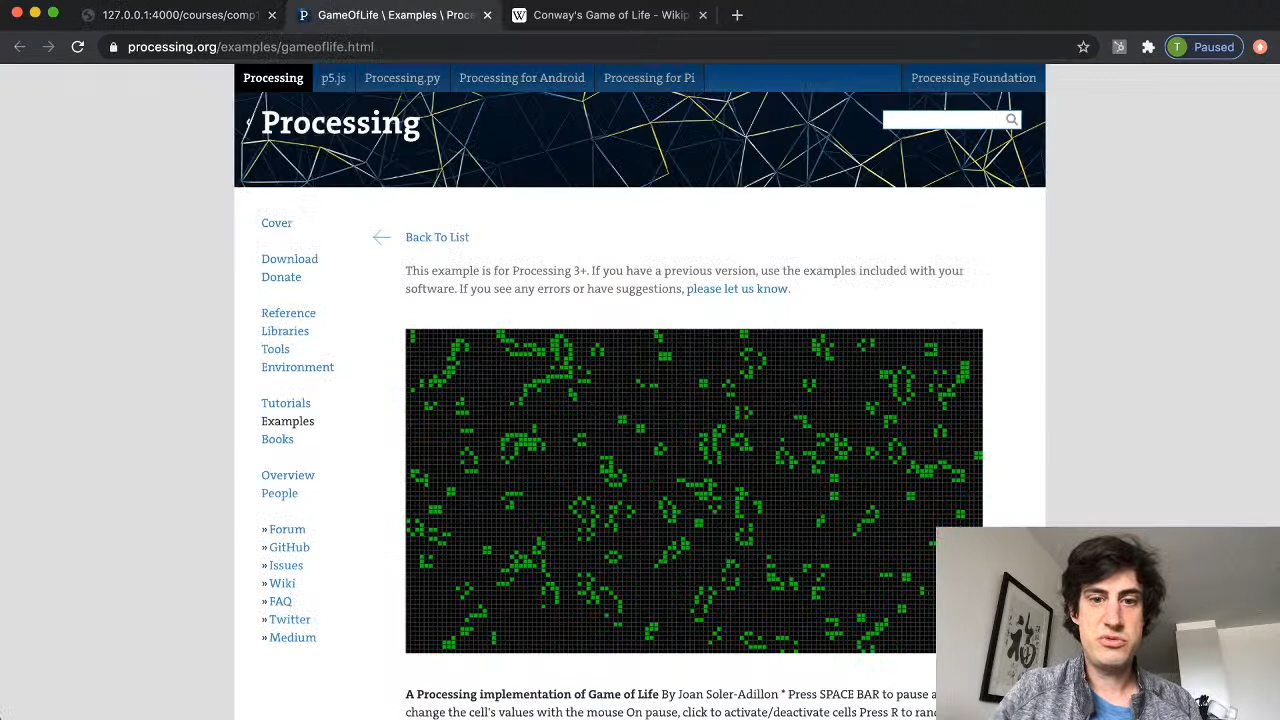 127.0.0.1:4000/courses/comp1
GameOfLife \ Examples \ Proce
Conway's Game of Life - Wikip
processing.org/examples/gameoflife.html
T Paused
Processing
p5.js
Processing.py
Processing for Android
Processing for Pi
Processing Foundation
Processing
Cover
Download
Donate
Reference
Libraries
Tools
Environment
Tutorials
Examples
Books
Overview
People
» Forum
» GitHub
» Issues
» Wiki
» FAQ
» Twitter
» Medium
Back To List
This example is for Processing 3+. If you have a previous version, use the examples included with your
software. If you see any errors or have suggestions, please let us know.
福
A Processing implementation of Game of Life By Joan Soler-Adillon * Press SPACE BAR to pause a
change the cell's values with the mouse On pause, click to activate/deactivate cells Press R to ran